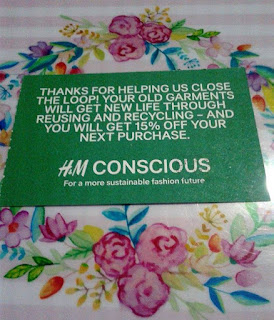 THANKS FOR HELPING US CLOSE
THE LOOP! YOUR OLD GARMENTS
WILL GET NEW LIFE THROUGH
REUSING AND RECYCLING – AND
YOU WILL GET 15% OFF YOUR
NEXT PURCHASE.
H&M CONSCIOUS
For a more sustainable fashion future